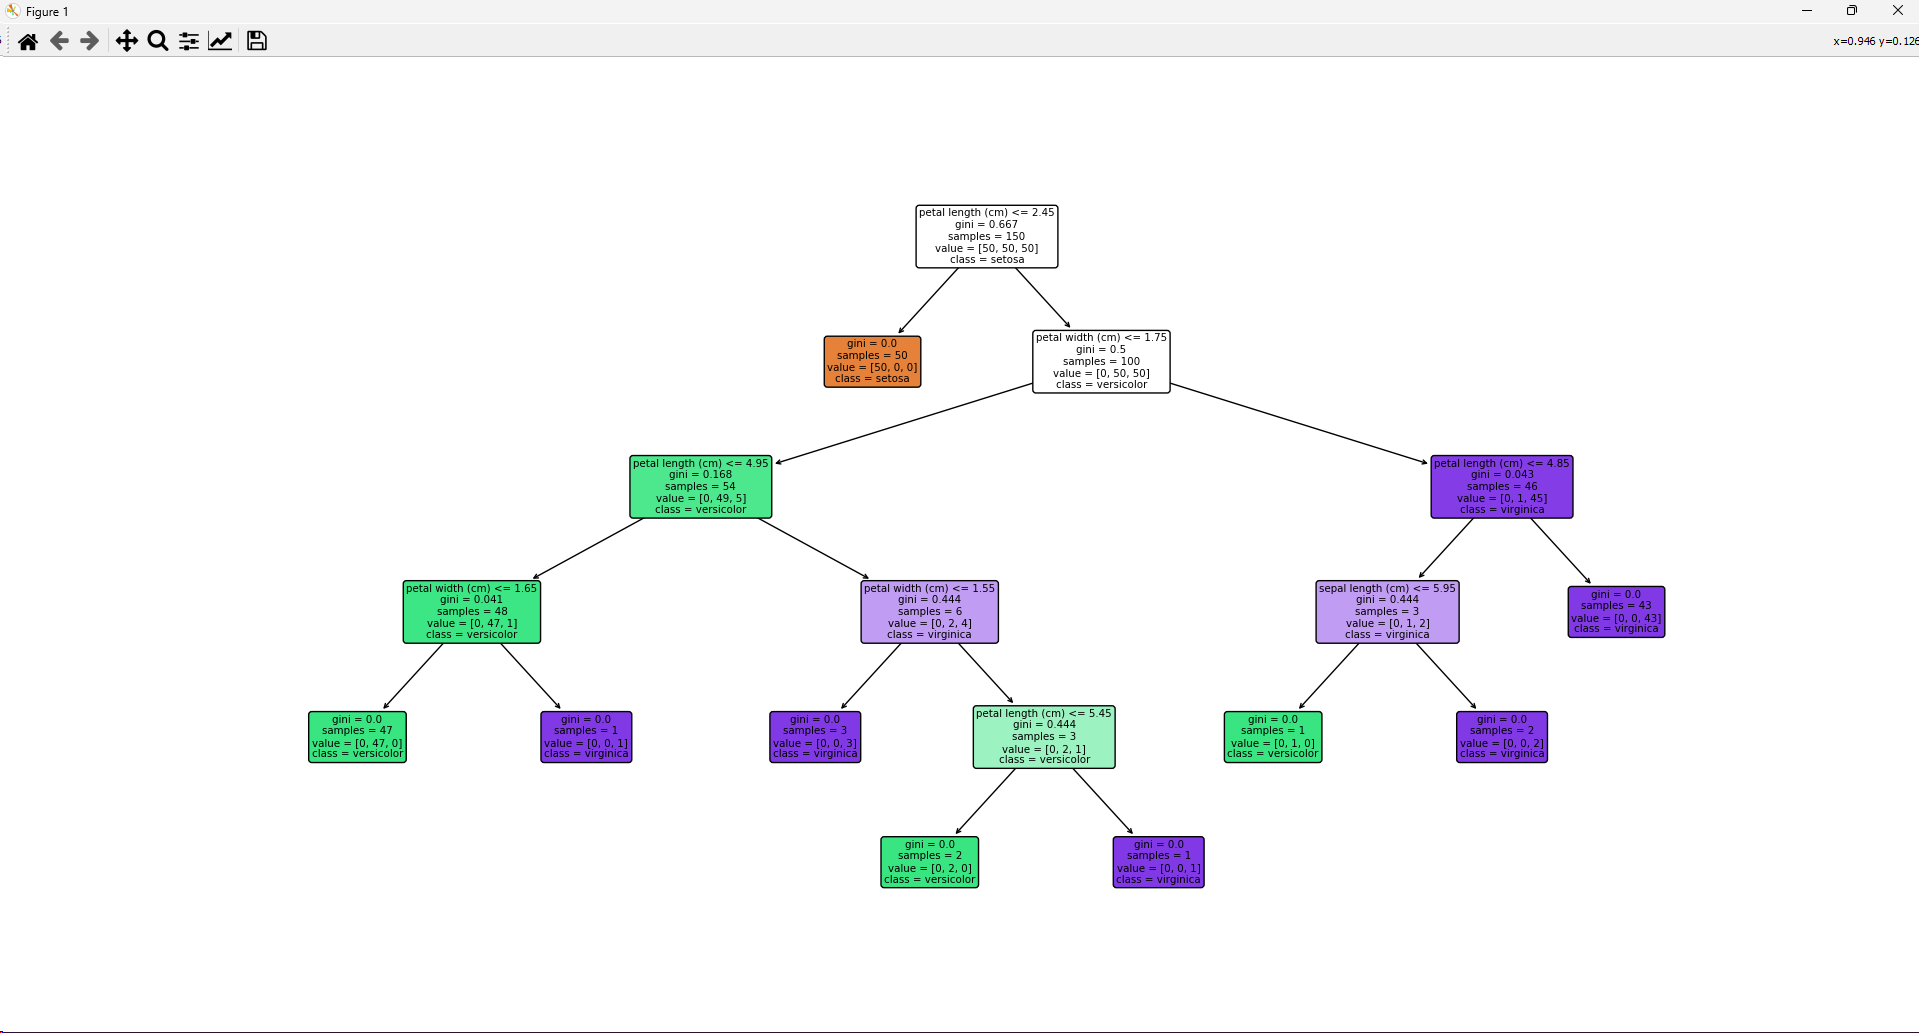 Figure 1
x=0.946 y=0.126
petal length (cm) <= 2.45
gini = 0.667
samples = 150
value = [50, 50, 50]
class = setosa
gini = 0.0
samples = 50
value = [50, 0, 0]
class = setosa
petal width (cm) <= 1.75
gini = 0.5
samples = 100
value = [0, 50, 50]
class = versicolor
petal length (cm) <= 4.95
gini = 0.168
samples = 54
value = [0, 49, 5]
class = versicolor
petal length (cm) <= 4.85
gini = 0.043
samples = 46
value = [0, 1, 45]
class = virginica
petal width (cm) <= 1.65
gini = 0.041
samples = 48
value = [0, 47, 1]
class = versicolor
petal width (cm) <= 1.55
gini = 0.444
samples = 6
value = [0, 2, 4]
class = virginica
sepal length (cm) <= 5.95
gini = 0.444
samples = 3
value = [0, 1, 2]
class = virginica
gini = 0.0
samples = 43
value = [0, 0, 43]
class = virginica
gini = 0.0
samples = 47
value = [0, 47, 0]
class = versicolor
gini = 0.0
samples = 1
value = [0, 0, 1]
class = virginica
gini = 0.0
samples = 3
value = [0, 0, 3]
class = virginica
petal length (cm) <= 5.45
gini = 0.444
samples = 3
value = [0, 2, 1]
class = versicolor
gini = 0.0
samples = 1
value = [0, 1, 0]
class = versicolor
gini = 0.0
samples = 2
value = [0, 0, 2]
class = virginica
gini = 0.0
samples = 2
value = [0, 2, 0]
class = versicolor
gini = 0.0
samples = 1
value = [0, 0, 1]
class = virginica